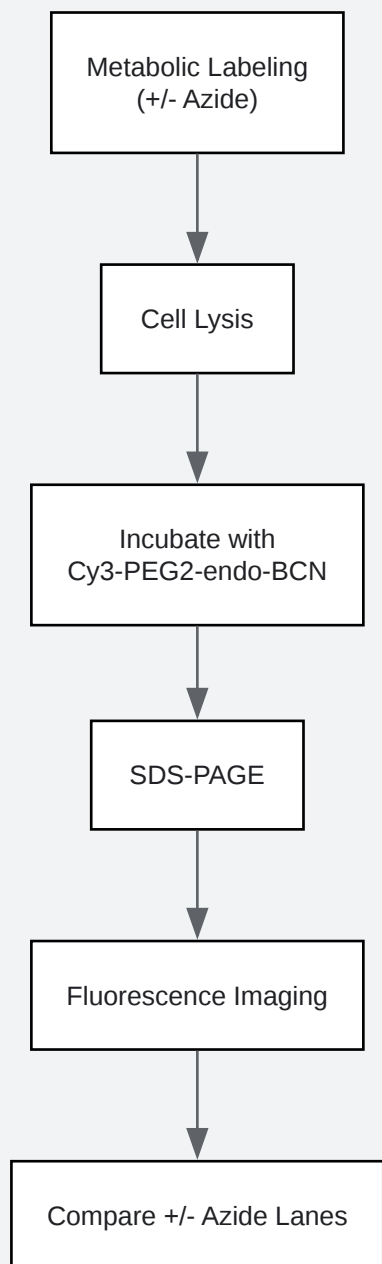 Metabolic Labeling
(+/- Azide)
Cell Lysis
Incubate with
Cy3-PEG2-endo-BCN
SDS-PAGE
Fluorescence Imaging
Compare +/- Azide Lanes